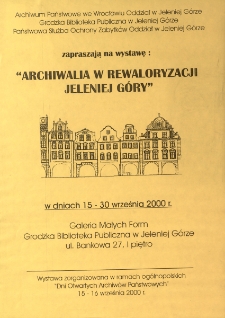 Archiwum Państwowe we Wrocławiu Oddział w Jeleniej Górze
Grodzka Biblioteka Publiczna w Jeleniej Górze
Państwowa Służba Ochrony Zabytków Oddział w Jeleniej Górze
zapraszają na wystawę :
"ARCHIWALIA W REWALORYZACJI
JELENIEJ GÓRY"
w dniach 15 - 30 września 2000 r.
Galeria Małych Form
Grodzka Biblioteka Publiczna w Jeleniej Górze
ul. Bankowa 27, I piętro
Wystawa zorganizowana w ramach ogólnopolskich
"Dni Otwartych Archiwów Państwowych"
15 - 16 września 2000 r.